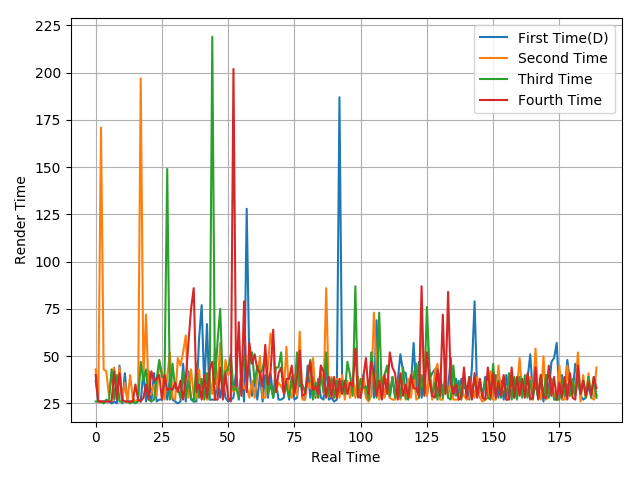 225
200
175
150
125
100
75
50
25
Render Time
0
25
50
75
100
125
150
175
Real Time
First Time(D)
Second Time
Third Time
Fourth Time